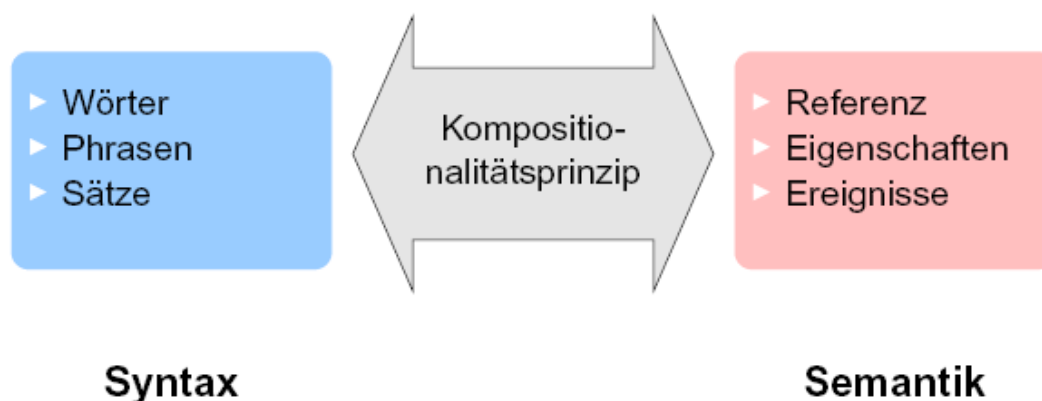 Wörter
Phrasen
Sätze
Kompositio-
nalitätsprinzip
Referenz
Eigenschaften
Ereignisse
Syntax
Semantik